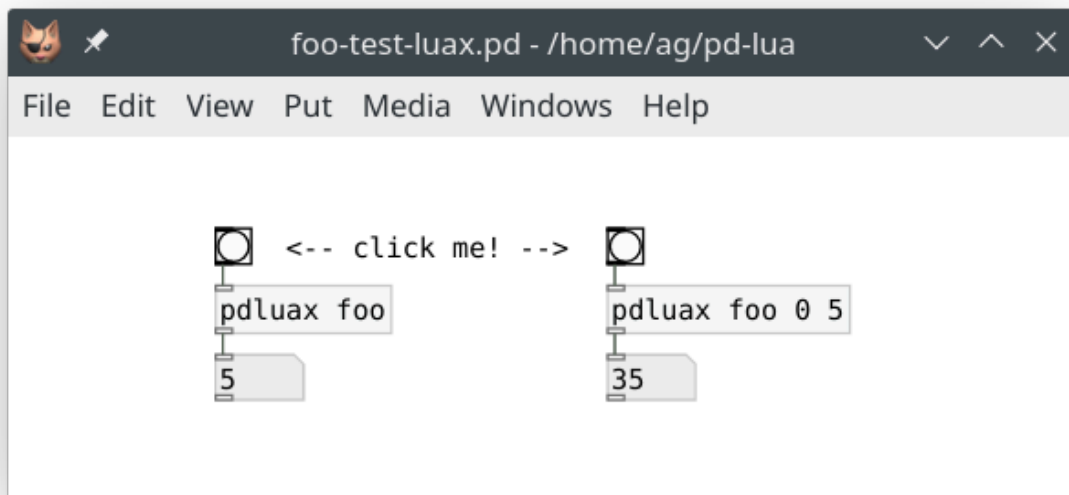 foo-test-luax.pd - /home/ag/pd-lua
File Edit View Put Media Windows Help
<-- click me! -->
pdluax foo pdluax foo 0 5
5 35